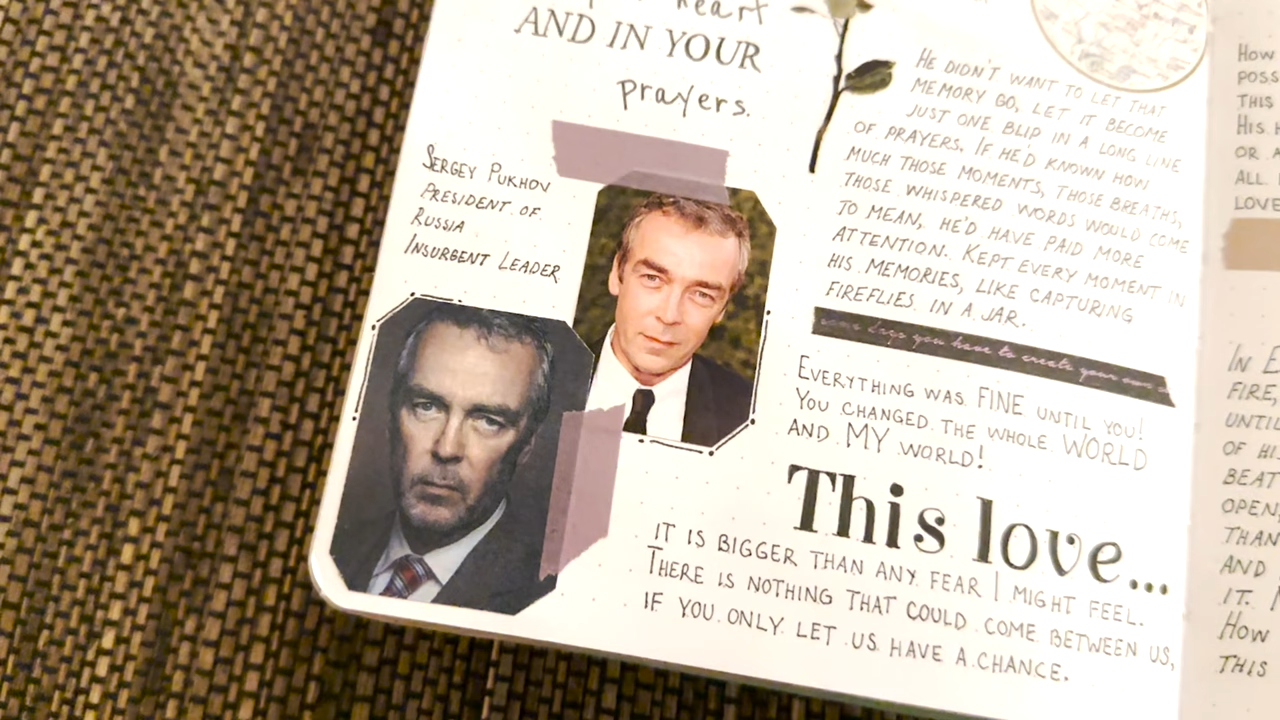 heart
AND IN YOUR
prayers.
SERGEY PUKHOV
PRESIDENT OF
RUSSIA
INSURGENT LEADER
HE DIDN'T WANT TO LET THAT
MEMORY GO, LET IT BECOME
JUST ONE BLIP IN A LONG LINE
OF PRAYERS. IF HE'D KNOWN HOW
MUCH THOSE MOMENTS, THOSE BREATHS,
THOSE WHISPERED WORDS WOULD COME
TO MEAN, HE'D HAVE PAID MORE
ATTENTION. KEPT EVERY MOMENT IN
HIS MEMORIES, LIKE CAPTURING
FIREFLIES IN A JAR.
some days you have to create your own
EVERYTHING WAS FINE UNTIL YOU!
YOU CHANGED THE WHOLE WORLD
AND MY WORLD!
This love...
IT IS BIGGER THAN ANY FEAR I MIGHT FEEL.
THERE IS NOTHING THAT COULD COME BETWEEN US,
IF YOU ONLY LET US HAVE A CHANCE.
HOW
POSS
THIS
HIS
OR A
ALL
LOVE
IN E
FIRE,
UNTIL
OF HI
BEAT
OPEN
THAN
AND
IT.
HOW
THIS